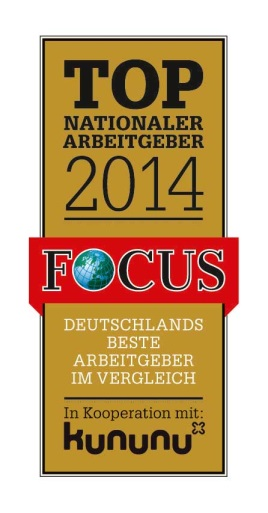 TOP
NATIONALER
ARBEITGEBER
2014
FOCUS
DEUTSCHLANDS
BESTE
ARBEITGEBER
IM VERGLEICH
In Kooperation mit:
kununu